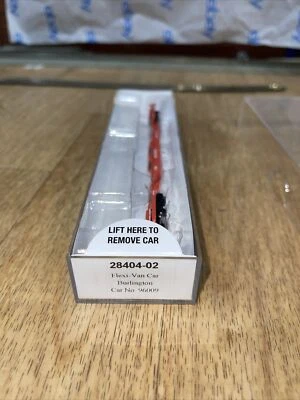 LIFT HERE TO
REMOVE CAR
28404-02
Flexi-Van Car
Burlington
Car No. 96009